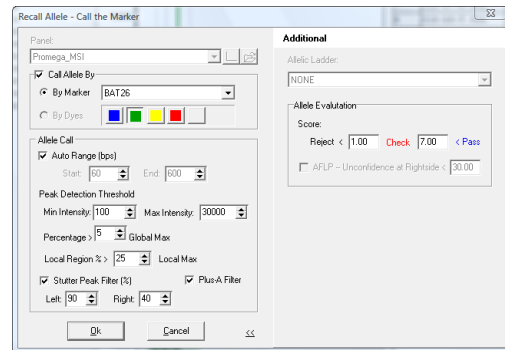 Recall Allele - Call the Marker
Panel:
Promega_MSI
Call Allele By
By Marker BAT26
By Dyes
Allele Call
Auto Range (bps)
Start: 60 End: 600
Peak Detection Threshold
Min Intensity: 100 Max Intensity: 30000
Percentage > 5 Global Max
Local Region % > 25 Local Max
Stutter Peak Filter (%) Plus-A Filter
Left: 90 Right: 40
Ok Cancel <<
Additional
Allelic Ladder:
NONE
Allele Evalutation
Score:
Reject < 1.00 Check 7.00 < Pass
AFLP -- Unconfidence at Rightside < 30.00